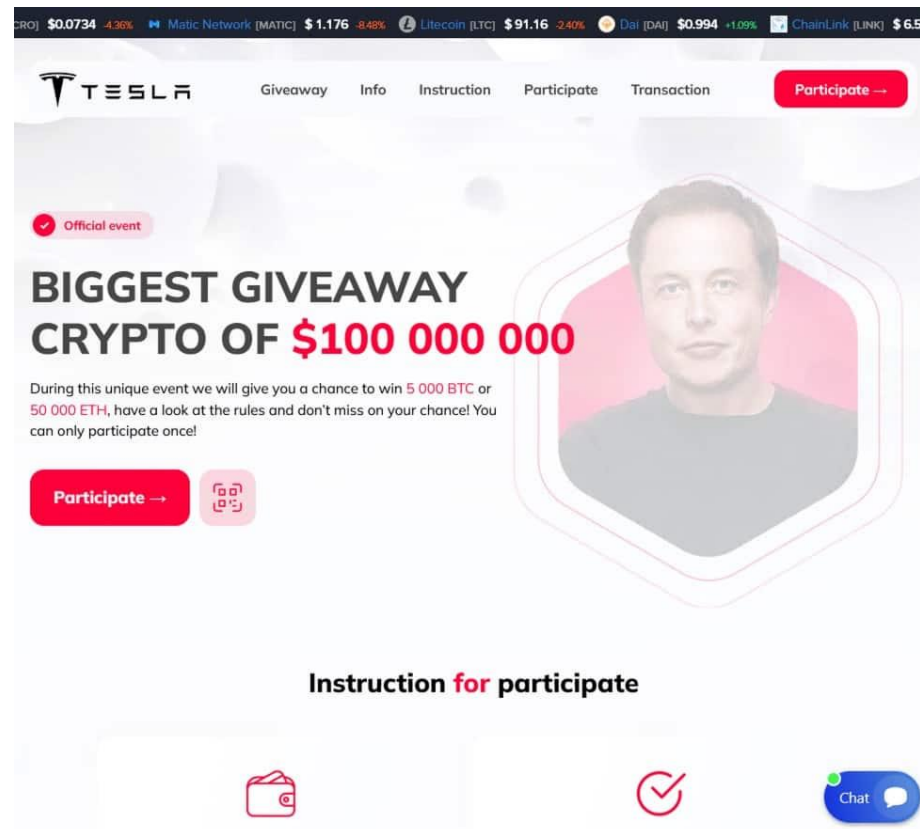 CRO] $0.0734 -4.36% Matic Network [MATIC] $ 1.176 -8.48% Litecoin [LTC] $ 91.16 -2.40% Dai [DAI] $0.994 +1.09% ChainLink [LINK] $ 6.5
TESLA Giveaway Info Instruction Participate Transaction Participate →
Official event
BIGGEST GIVEAWAY
CRYPTO OF $100 000 000
During this unique event we will give you a chance to win 5 000 BTC or
50 000 ETH, have a look at the rules and don't miss on your chance! You
can only participate once!
Participate →
Instruction for participate
Chat